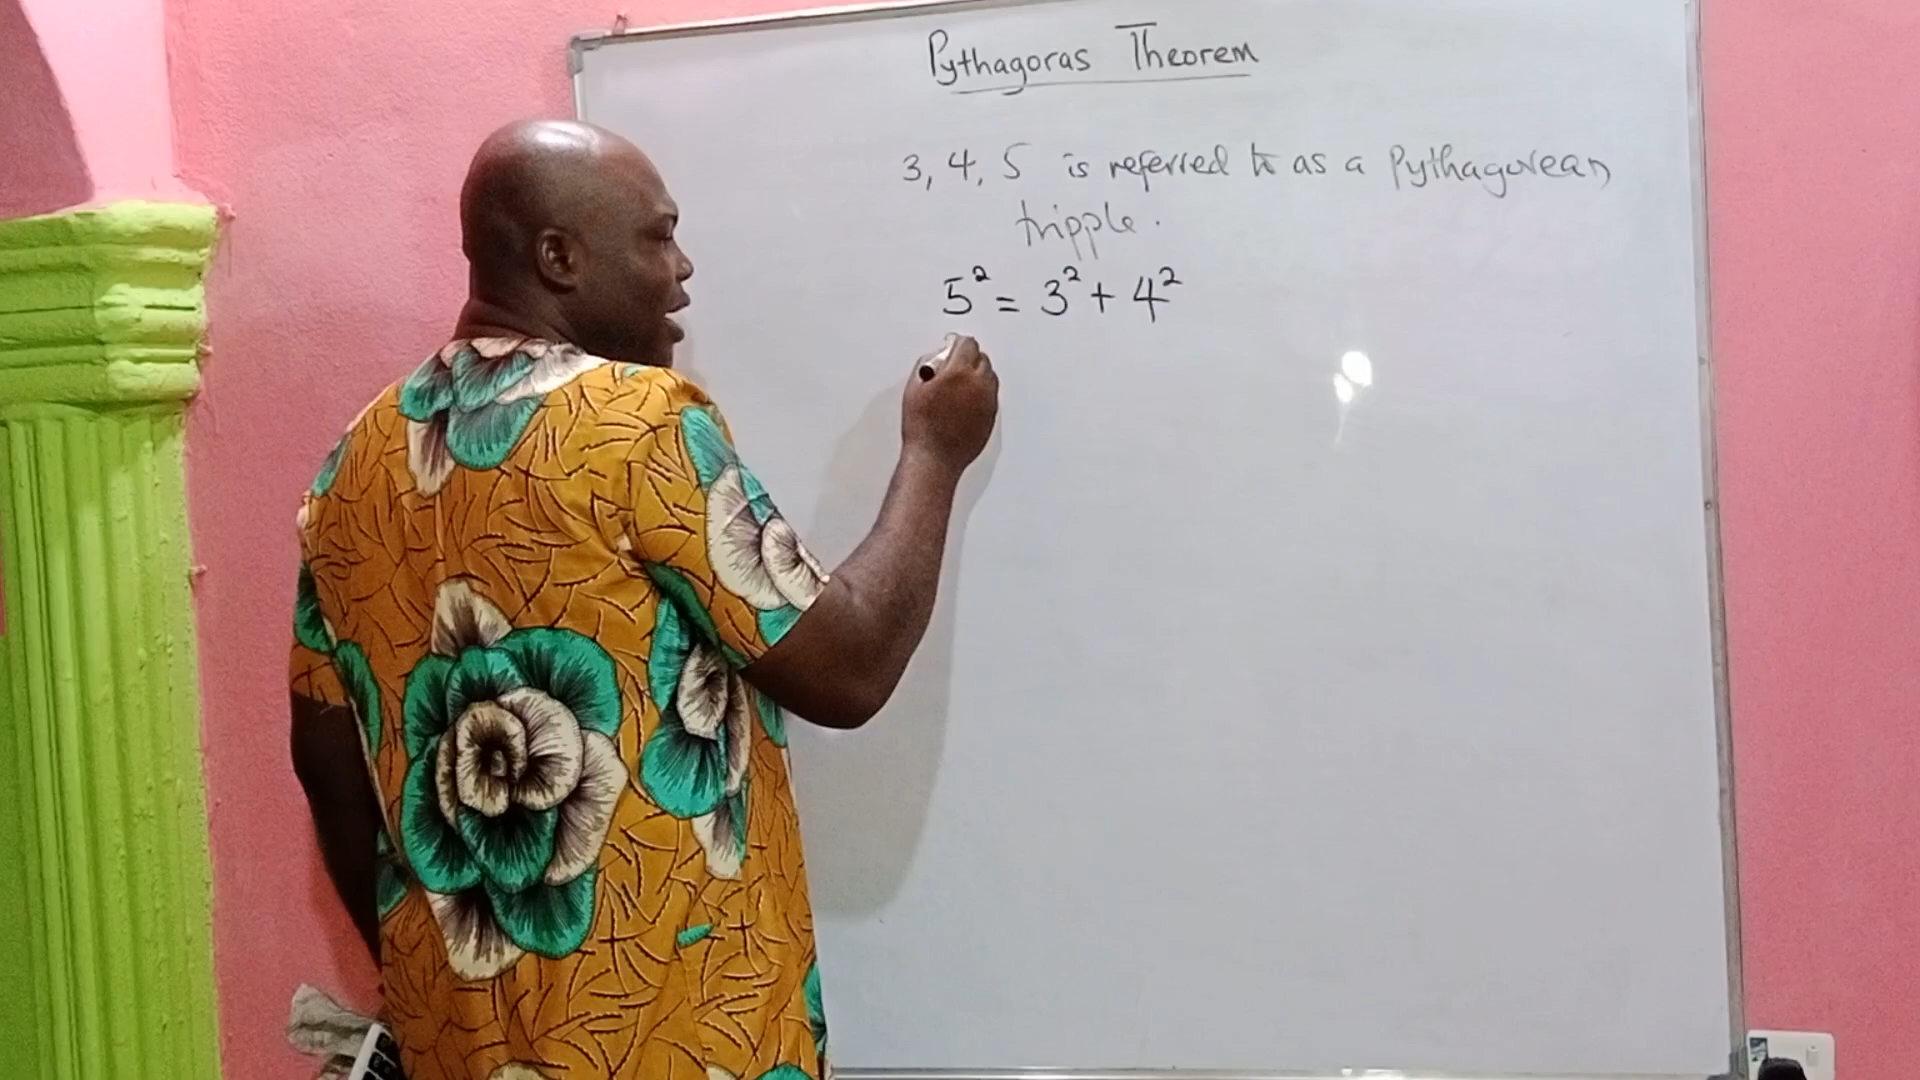 Pythagoras Theorem
3, 4, 5 is referred to as a Pythagorean
tripple.
5² = 3² + 4²